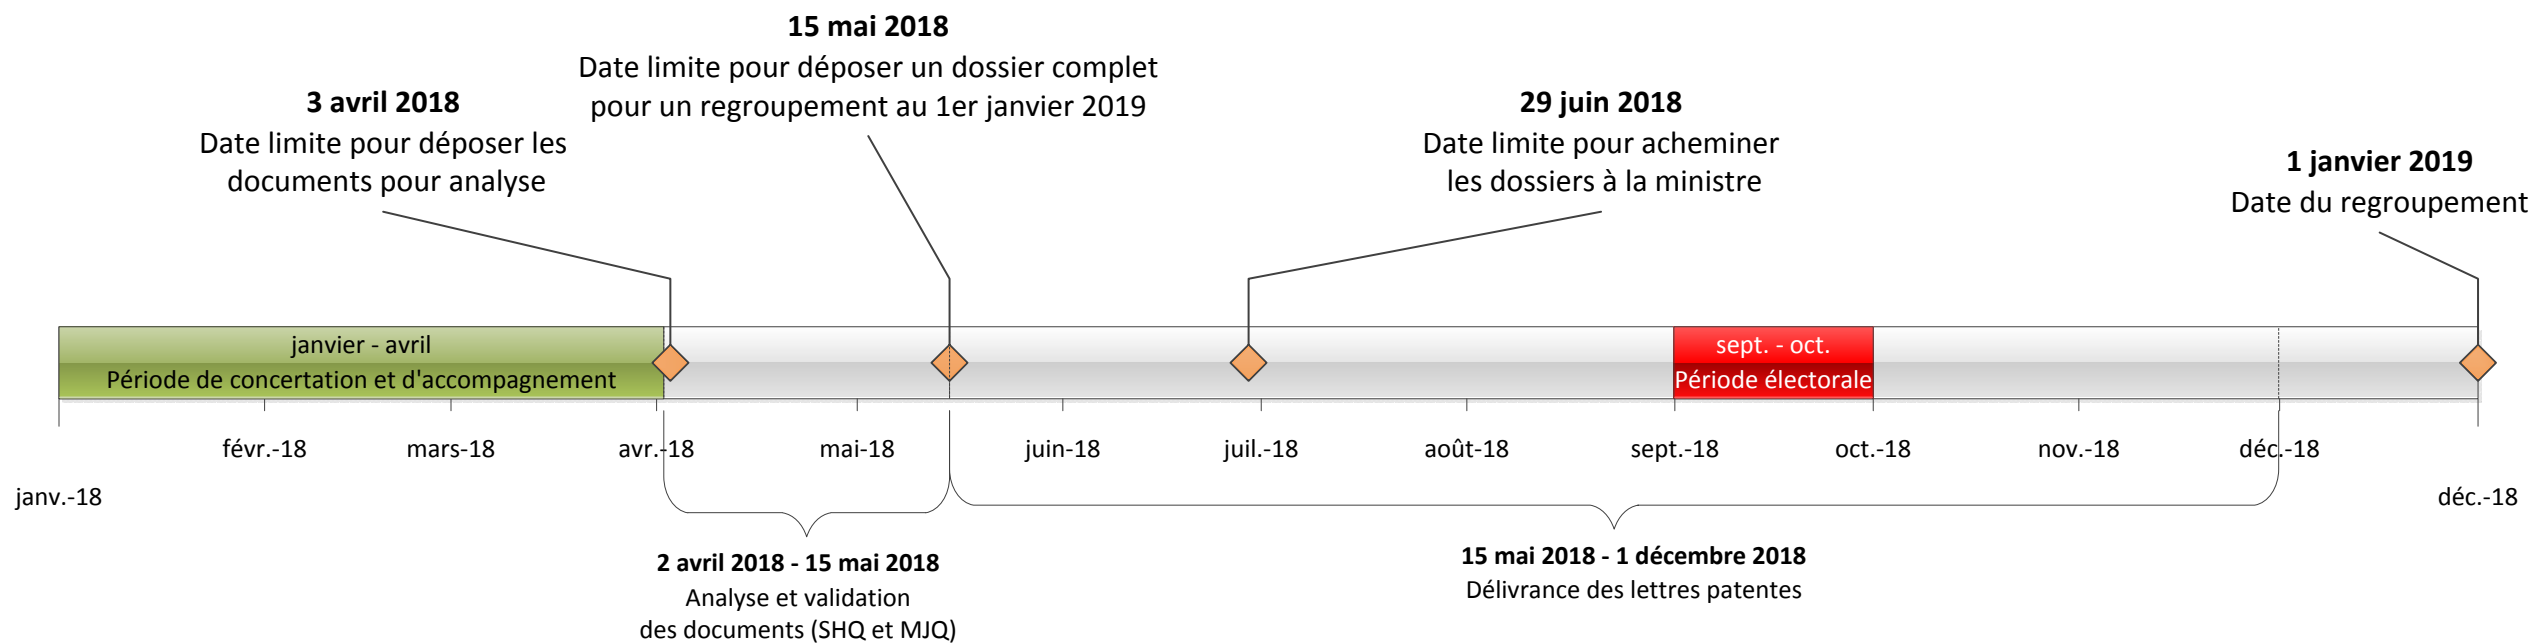 15 mai 2018
Date limite pour déposer un dossier complet
pour un regroupement au 1er janvier 2019
3 avril 2018
Date limite pour déposer les
documents pour analyse
29 juin 2018
Date limite pour acheminer
les dossiers à la ministre
1 janvier 2019
Date du regroupement
janvier - avril
Période de concertation et d'accompagnement
sept. - oct.
Période électorale
janv.-18
févr.-18
mars-18
avr.-18
mai-18
juin-18
juil.-18
août-18
sept.-18
oct.-18
nov.-18
déc.-18
déc.-18
2 avril 2018 - 15 mai 2018
Analyse et validation
des documents (SHQ et MJQ)
15 mai 2018 - 1 décembre 2018
Délivrance des lettres patentes